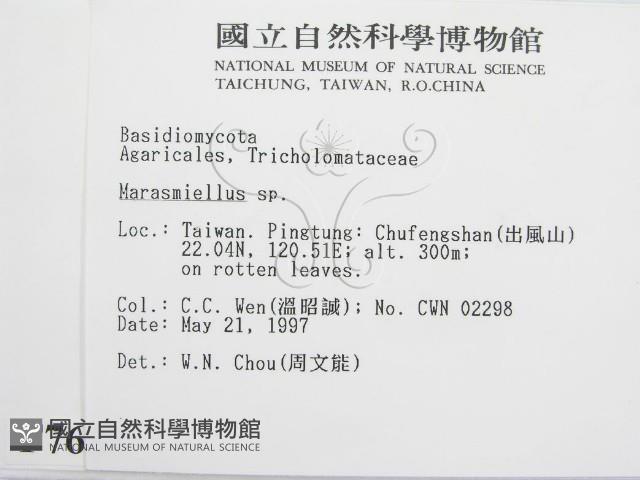 國立自然科學博物館
NATIONAL MUSEUM OF NATURAL SCIENCE
TAICHUNG, TAIWAN, R.O.CHINA
Basidiomycota
Agaricales, Tricholomataceae
Marasmiellus sp.
Loc.: Taiwan. Pingtung: Chufengshan(出風山)
22.04N, 120.51E; alt. 300m;
on rotten leaves.
Col.: C.C. Wen(溫昭誠); No. CWN 02298
Date: May 21, 1997
Det.: W.N. Chou(周文能)
國立自然科學博物館
NATIONAL MUSEUM OF NATURAL SCIENCE
76